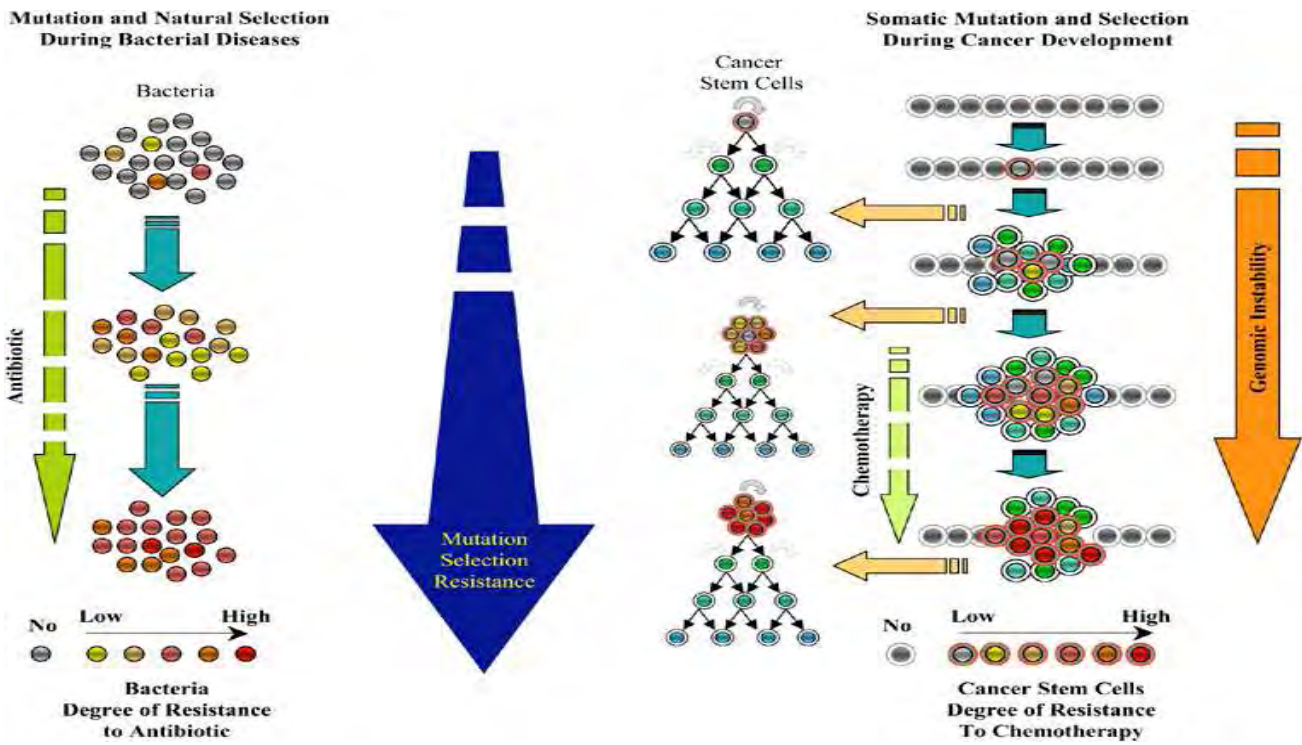 Mutation and Natural Selection
During Bacterial Diseases
Bacteria
Antibiotic
No
Low
High
Bacteria
Degree of Resistance
to Antibiotic
Mutation
Selection
Resistance
Somatic Mutation and Selection
During Cancer Development
Cancer
Stem Cells
Chemotherapy
Genomic Instability
No
Low
High
Cancer Stem Cells
Degree of Resistance
To Chemotherapy